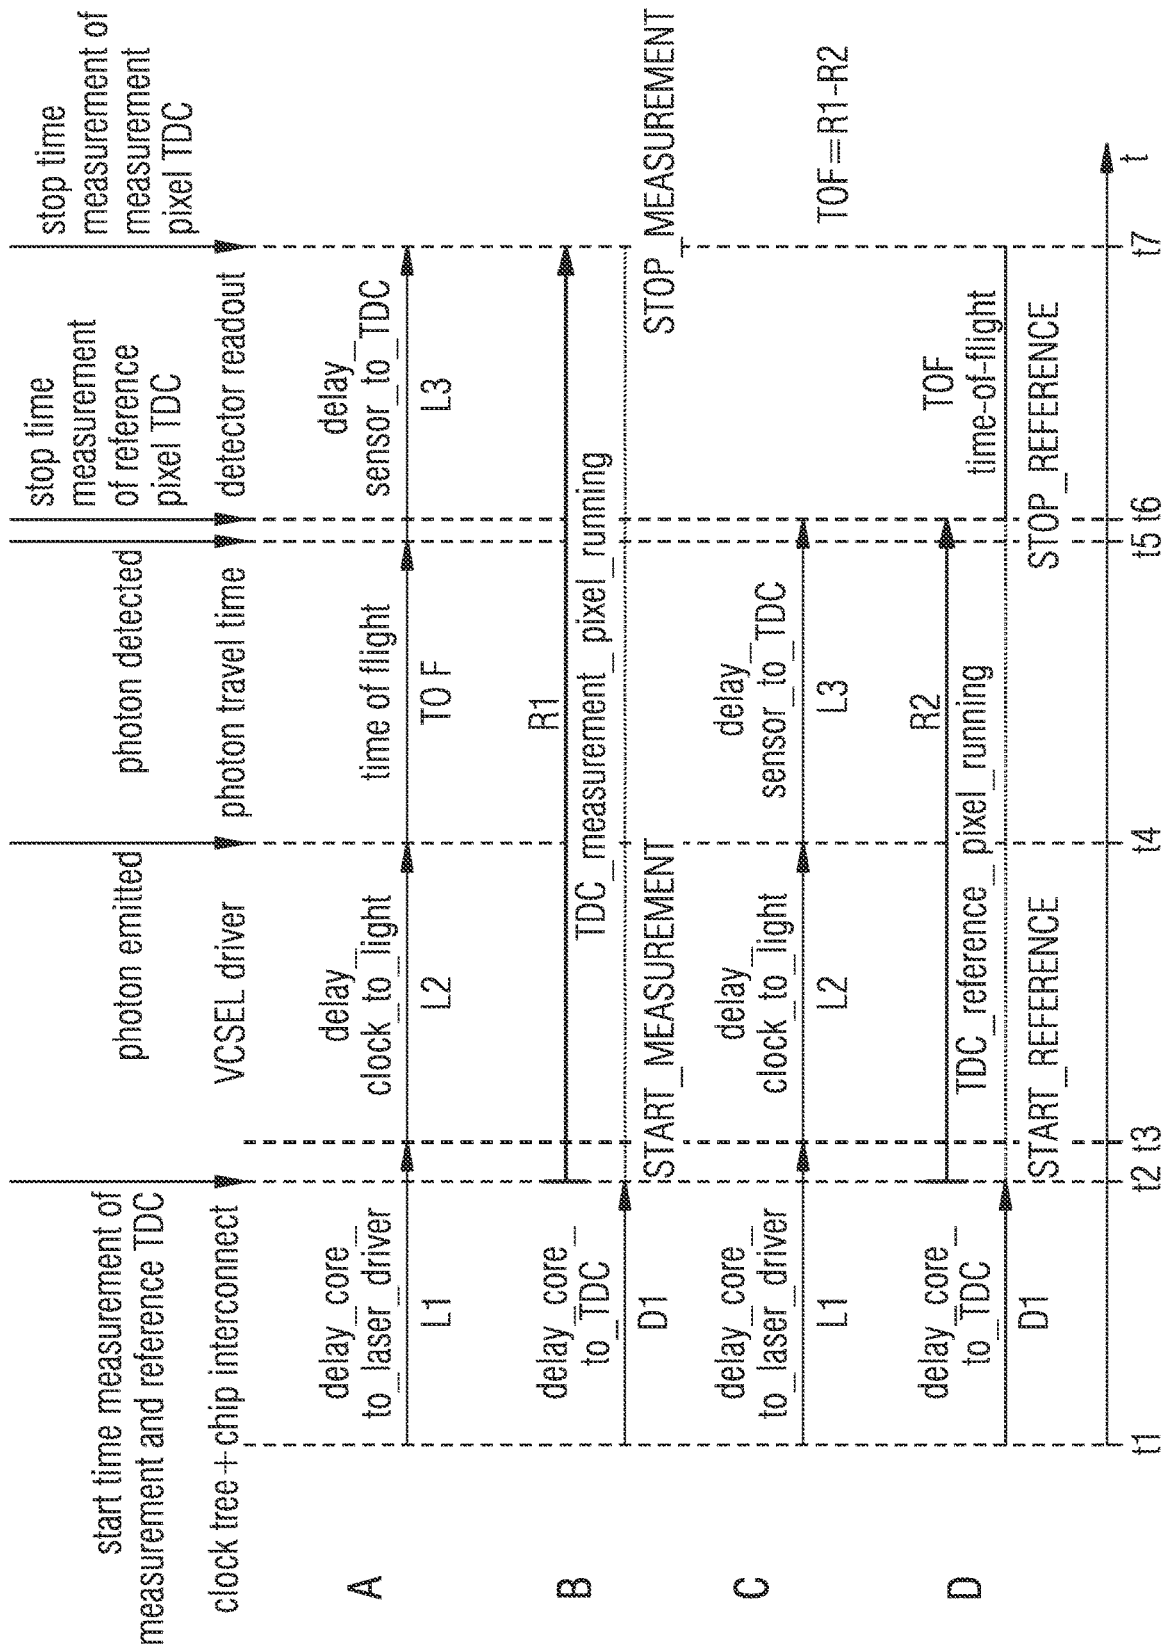 start time measurement of
measurement and reference TDC
clock tree+chip interconnect
photon emitted
VCSEL driver
photon detected
photon travel time
stop time
measurement
of reference
pixel TDC
detector readout
stop time
measurement of
measurement
pixel TDC
A
delay_core_
to_laser_driver
L1
delay_
clock_to_light
L2
time of flight
TOF
delay_
sensor_to_TDC
L3
B
delay_core_
to_TDC
D1
R1
TDC_measurement_pixel_running
START_MEASUREMENT
STOP_MEASUREMENT
C
delay_core_
to_laser_driver
L1
delay_
clock_to_light
L2
delay_
sensor_to_TDC
L3
TOF=R1-R2
D
delay_core_
to_TDC
D1
R2
TDC_reference_pixel_running
TOF
time-of-flight
START_REFERENCE
STOP_REFERENCE
t1
t2
t3
t4
t5
t6
t7
t